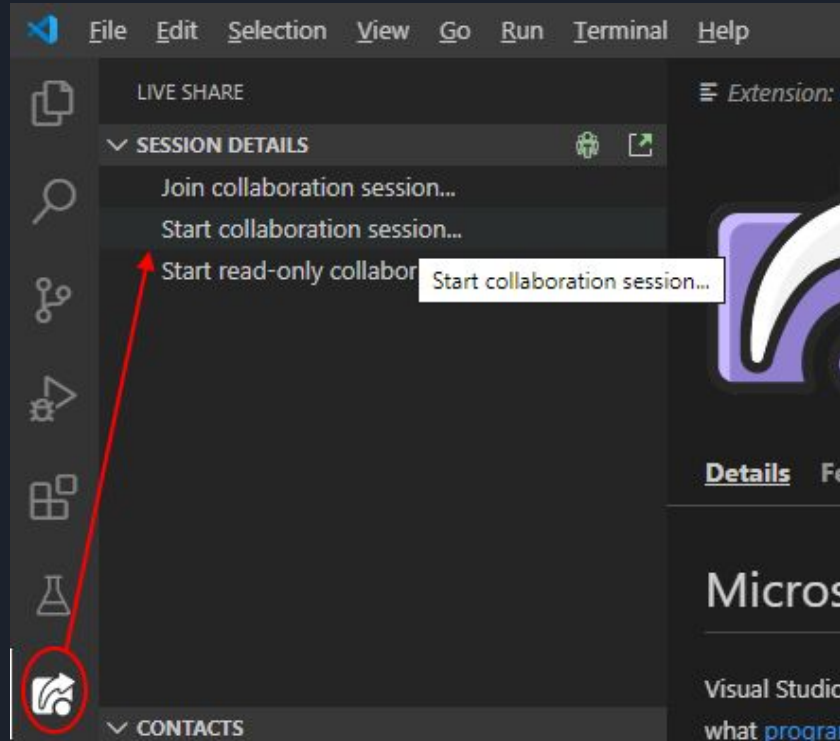 File Edit Selection View Go Run Terminal Help
LIVE SHARE
Extension:
SESSION DETAILS
Join collaboration session...
Start collaboration session...
Start read-only collabor
Start collaboration session...
Details Fe
Micros
Visual Studio
what progra
CONTACTS